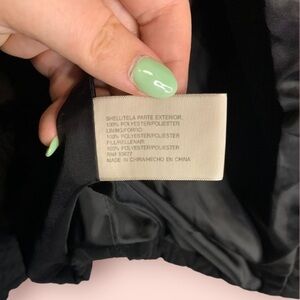 SHELL/TELA PARTE EXTERIOR,
100% POLYESTER/POLIESTER
LINING/FORRO
100% POLYESTER/POLIESTER
FILL/RELLENAR
100% POLYESTER/POLIESTER
MADE IN CHINA/HECHO EN CHINA